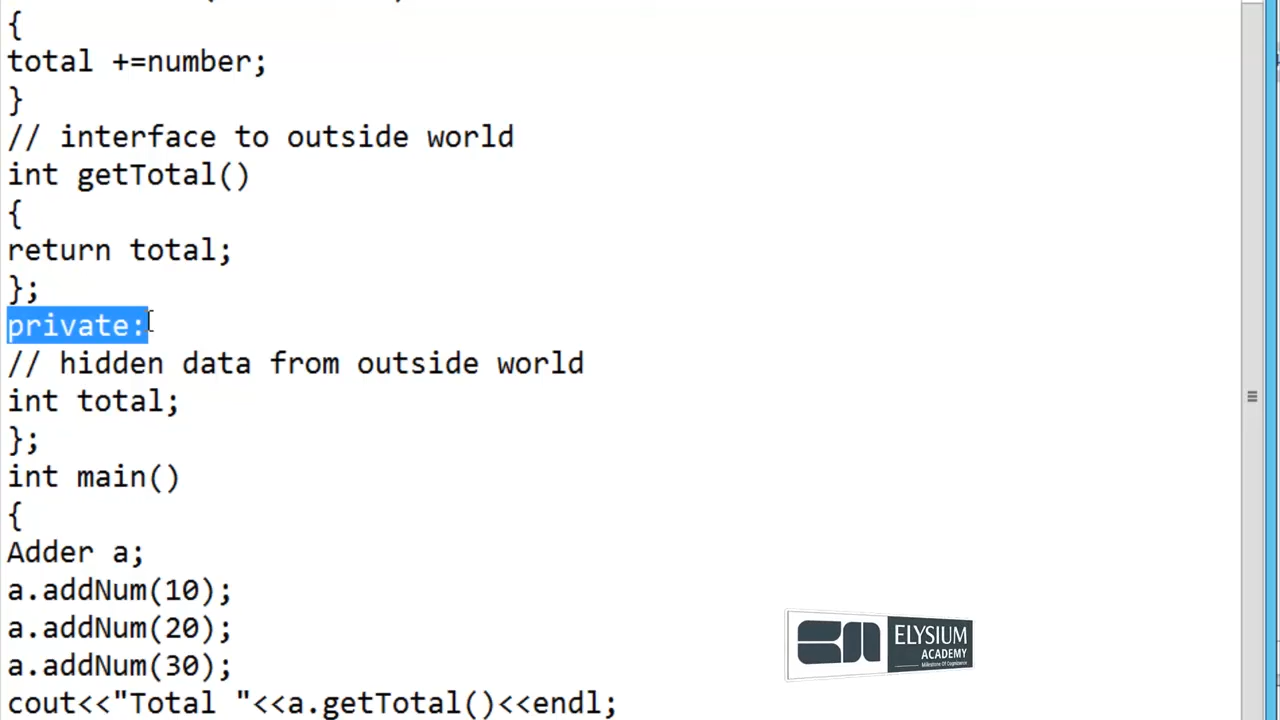 {
total +=number;
}
// interface to outside world
int getTotal()
{
return total;
};
private:
// hidden data from outside world
int total;
};
int main()
{
Adder a;
a.addNum(10);
a.addNum(20);
a.addNum(30);
cout<<"Total "<<a.getTotal()<<endl;
ELYSIUM
ACADEMY